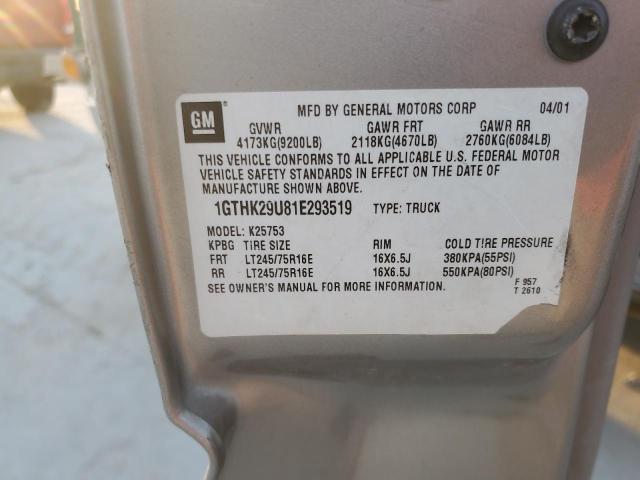 GM
MFD BY GENERAL MOTORS CORP 04/01
GVWR GAWR FRT GAWR RR
4173KG(9200LB) 2118KG(4670LB) 2760KG(6084LB)
THIS VEHICLE CONFORMS TO ALL APPLICABLE U.S. FEDERAL MOTOR
VEHICLE SAFETY STANDARDS IN EFFECT ON THE DATE OF
MANUFACTURE SHOWN ABOVE.
1GTHK29U81E293519 TYPE: TRUCK
MODEL: K25753
KPBG TIRE SIZE RIM COLD TIRE PRESSURE
FRT LT245/75R16E 16X6.5J 380KPA(55PSI)
RR LT245/75R16E 16X6.5J 550KPA(80PSI)
SEE OWNER'S MANUAL FOR MORE INFORMATION.
F 957
T 2610